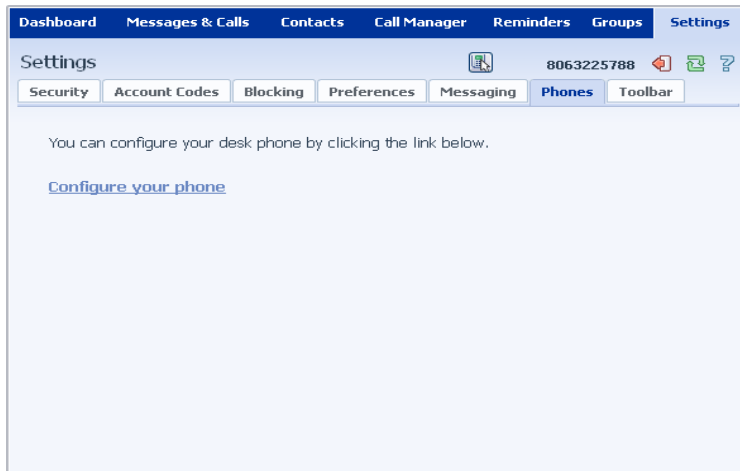 Dashboard Messages & Calls Contacts Call Manager Reminders Groups Settings
Settings 8063225788 ?
Security Account Codes Blocking Preferences Messaging Phones Toolbar
You can configure your desk phone by clicking the link below.
Configure your phone